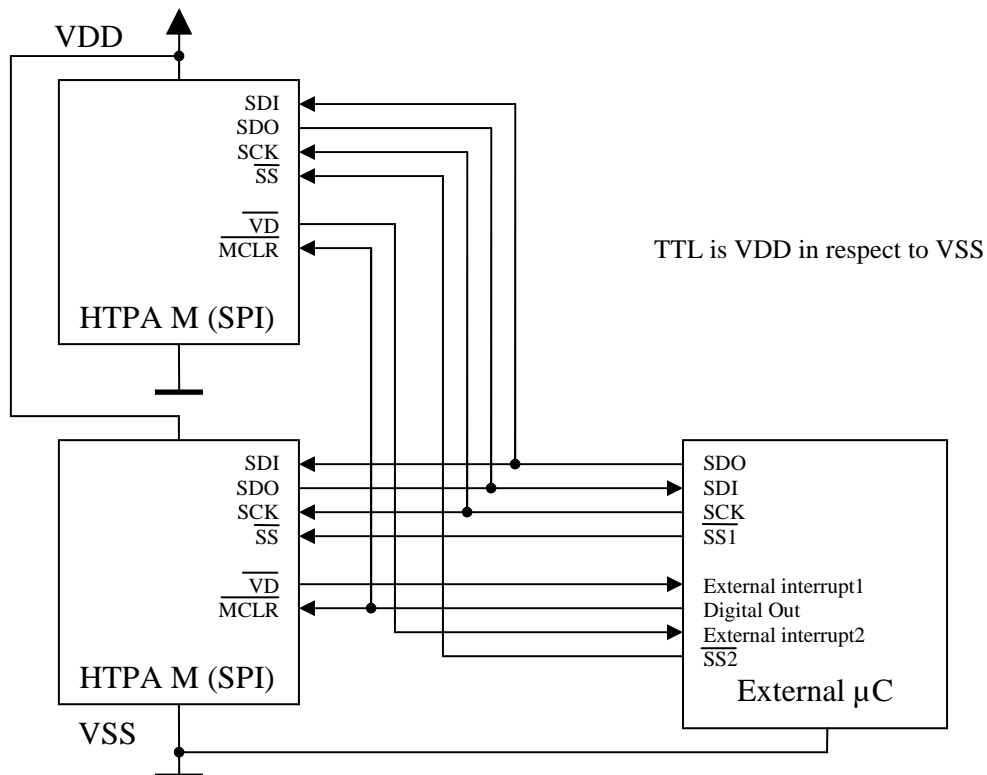 VDD
SDI
SDO
SCK
SS
VD
MCLR
HTPA M (SPI)
TTL is VDD in respect to VSS
SDI
SDO
SCK
SS
VD
MCLR
HTPA M (SPI)
VSS
SDO
SDI
SCK
SS1
External interrupt1
Digital Out
External interrupt2
SS2
External µC